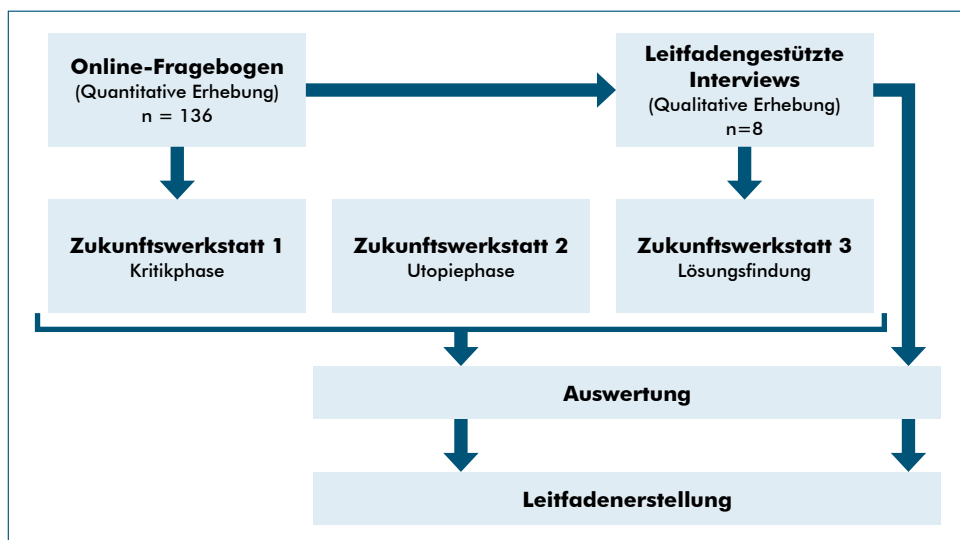 Online-Fragebogen
(Quantitative Erhebung)
n = 136
Leitfadengestützte
Interviews
(Qualitative Erhebung)
n=8
Zukunftswerkstatt 1
Kritikphase
Zukunftswerkstatt 2
Utopiephase
Zukunftswerkstatt 3
Lösungsfindung
Auswertung
Leitfadenerstellung